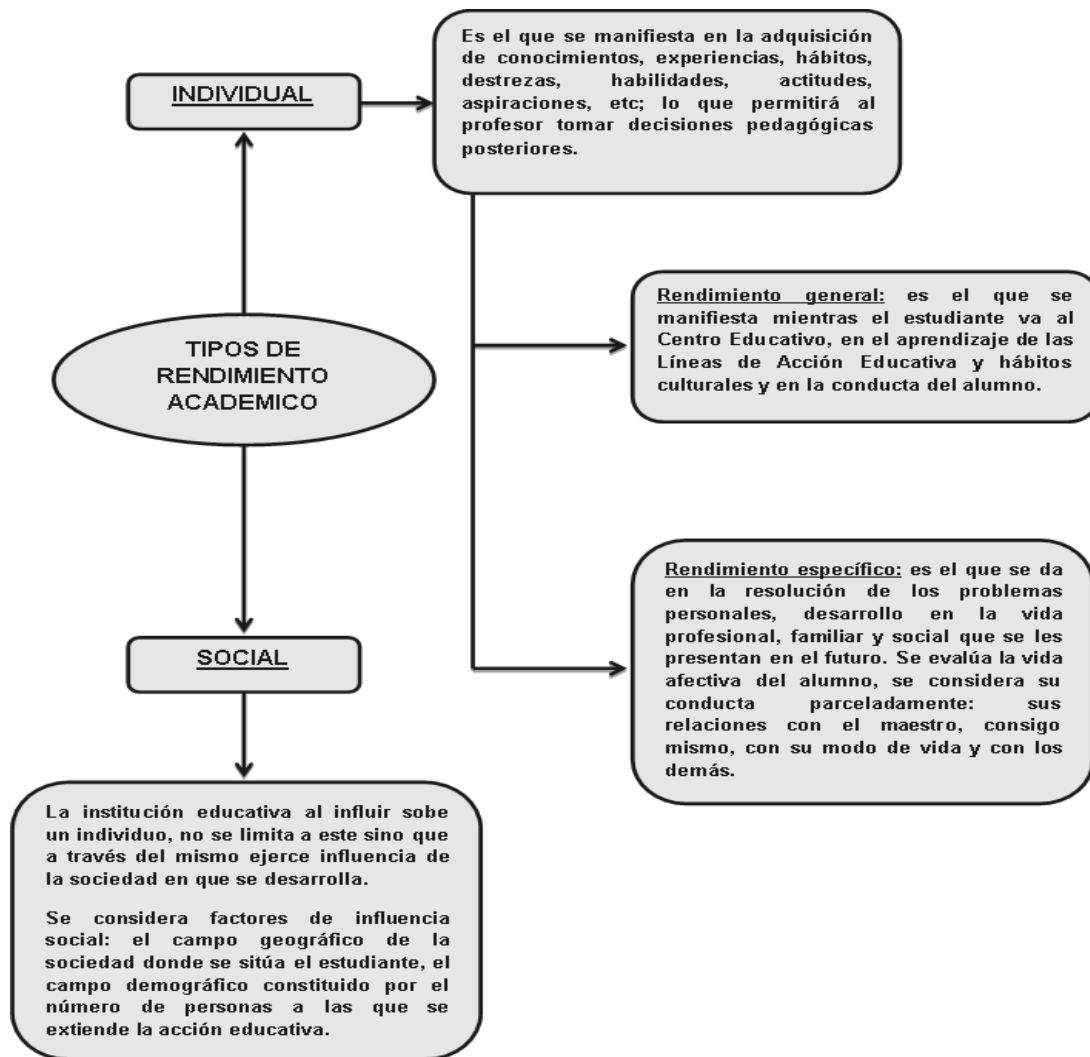 INDIVIDUAL
Es el que se manifiesta en la adquisición
de conocimientos, experiencias, hábitos,
destrezas, habilidades, actitudes,
aspiraciones, etc; lo que permitirá al
profesor tomar decisiones pedagógicas
posteriores.
Rendimiento general: es el que se
manifiesta mientras el estudiante va al
Centro Educativo, en el aprendizaje de las
Líneas de Acción Educativa y hábitos
culturales y en la conducta del alumno.
TIPOS DE
RENDIMIENTO
ACADEMICO
Rendimiento específico: es el que se da
en la resolución de los problemas
personales, desarrollo en la vida
profesional, familiar y social que se les
presentan en el futuro. Se evalúa la vida
afectiva del alumno, se considera su
conducta parceladamente: sus
relaciones con el maestro, consigo
mismo, con su modo de vida y con los
demás.
SOCIAL
La institución educativa al influir sobe
un individuo, no se limita a este sino que
a través del mismo ejerce influencia de
la sociedad en que se desarrolla.
Se considera factores de influencia
social: el campo geográfico de la
sociedad donde se sitúa el estudiante, el
campo demográfico constituido por el
número de personas a las que se
extiende la acción educativa.